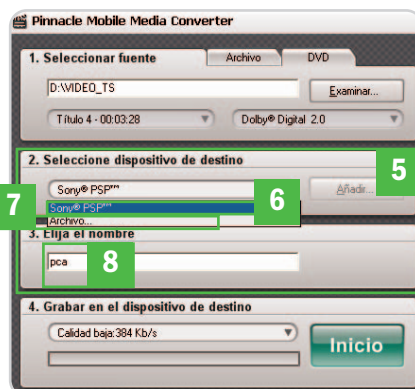 Pinnacle Mobile Media Converter
1. Seleccionar fuente
Archivo
DVD
D:\VIDEO_TS
Examinar...
Título 4 - 00:03:28
Dolby® Digital 2.0
2. Seleccione dispositivo de destino
5
Sony® PSP™
Añadir...
6
7
Sony® PSP™
Archivo...
3. Elija el nombre
pca
8
4. Grabar en el dispositivo de destino
Calidad baja: 384 Kb/s
Inicio